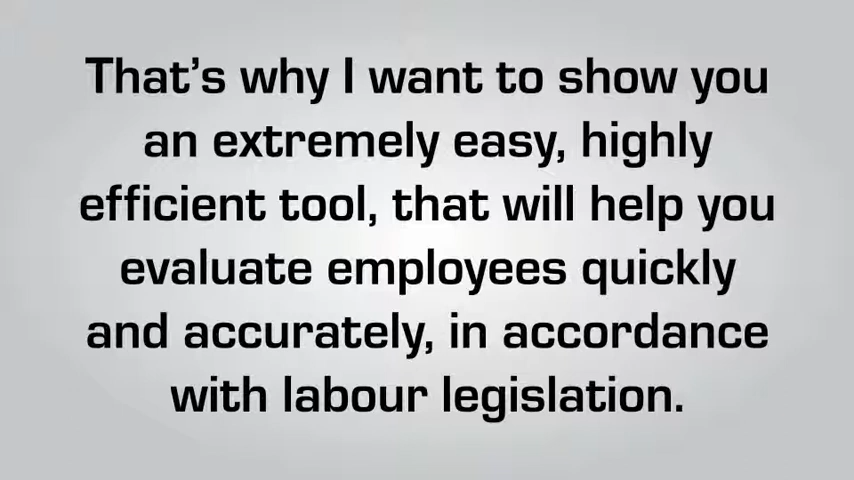 That’s why I want to show you
an extremely easy, highly
efficient tool, that will help you
evaluate employees quickly
and accurately, in accordance
with labour legislation.